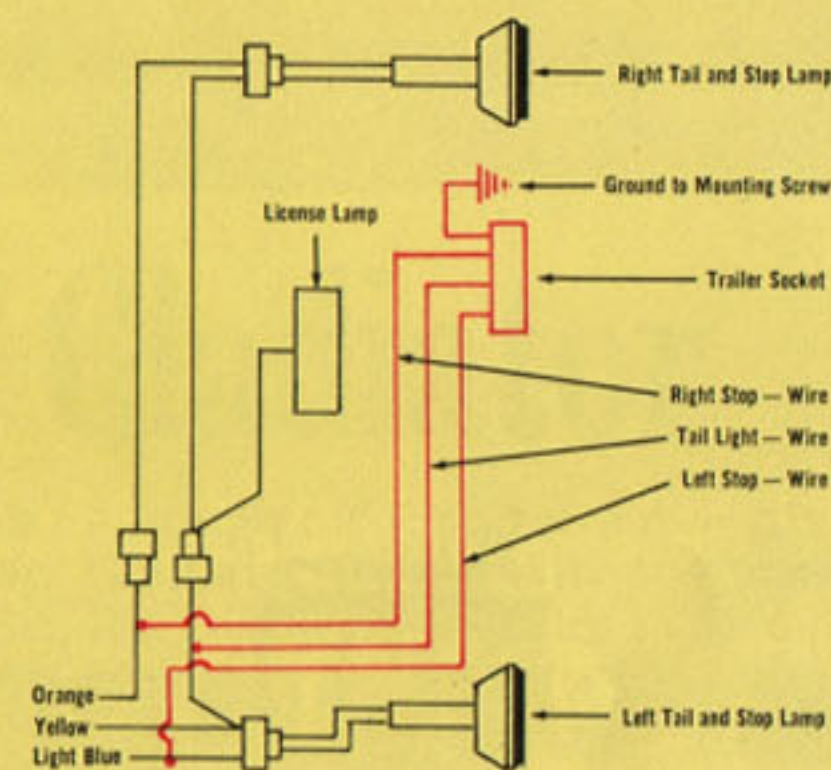 Right Tail and Stop Lamp
Ground to Mounting Screw
License Lamp
Trailer Socket
Right Stop — Wire
Tail Light — Wire
Left Stop — Wire
Orange
Yellow
Light Blue
Left Tail and Stop Lamp